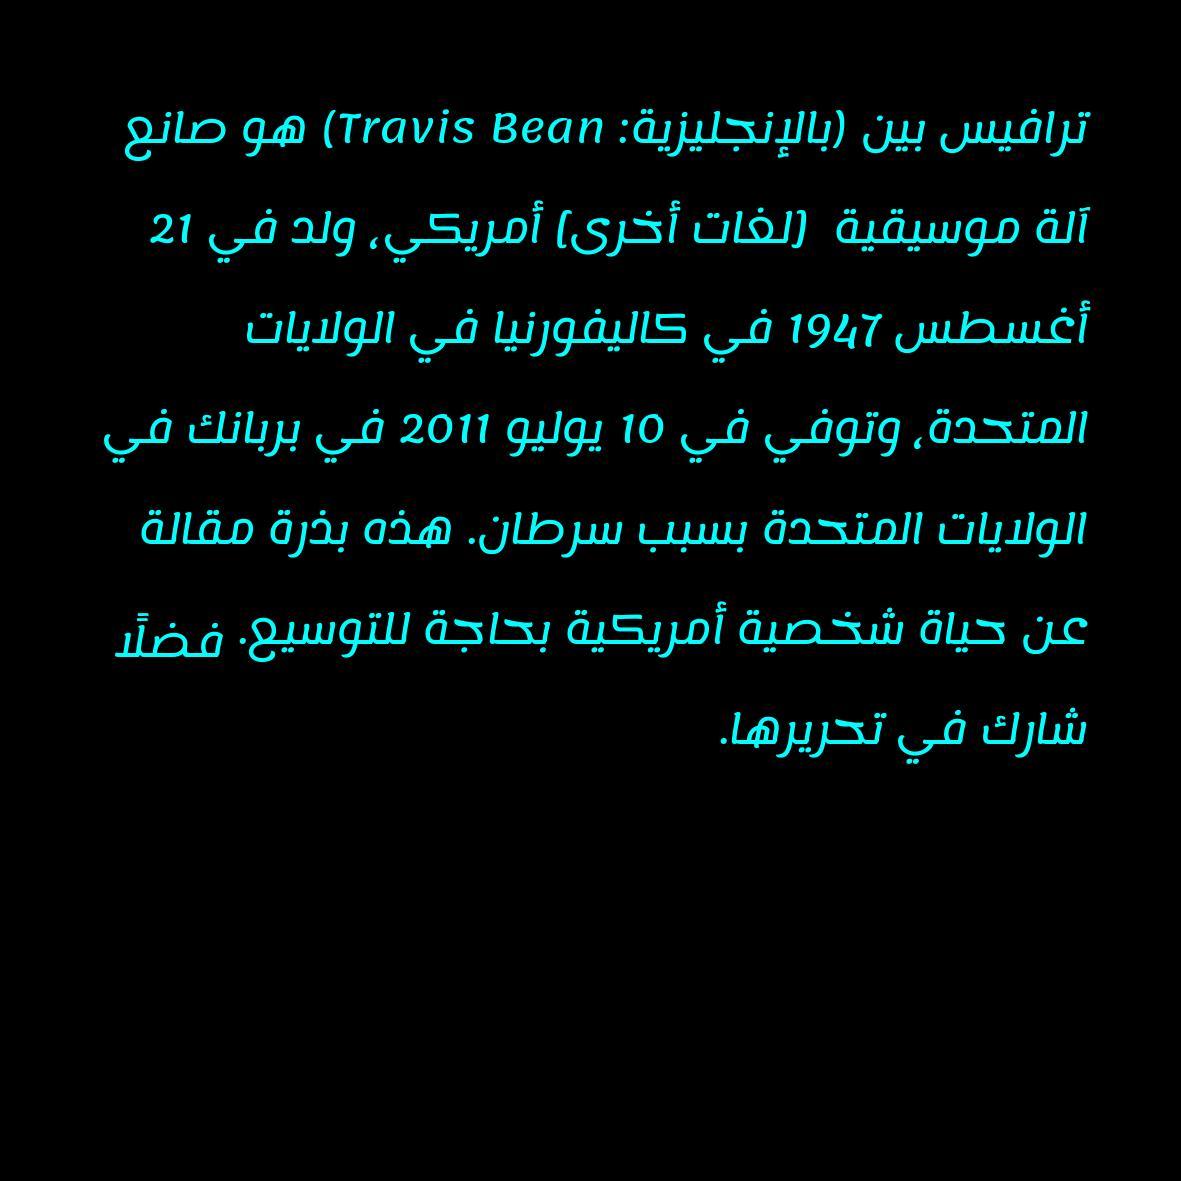 ترافيس بين (بالإنجليزية: Travis Bean) هو صانع
آلة موسيقية  [لغات أخرى] أمريكي، ولد في 21
أغسطس 1947 في كاليفورنيا في الولايات
المتحدة، وتوفي في 10 يوليو 2011 في بربانك في
الولايات المتحدة بسبب سرطان. هذه بذرة مقالة
عن حياة شخصية أمريكية بحاجة للتوسيع. فضلًا
شارك في تحريرها.